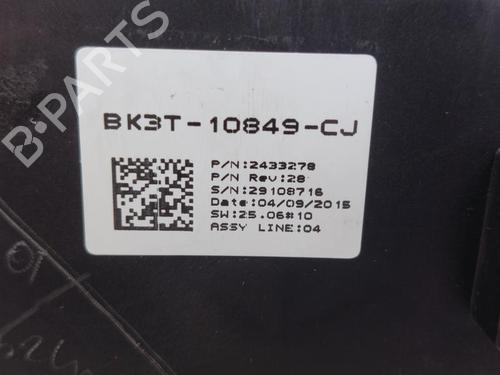 B-PARTS
BK3T-10849-CJ
P/N:2433278
P/N Rev:28
S/N:29108716
Date:04/09/2015
SW:25.06#10
ASSY LINE:04